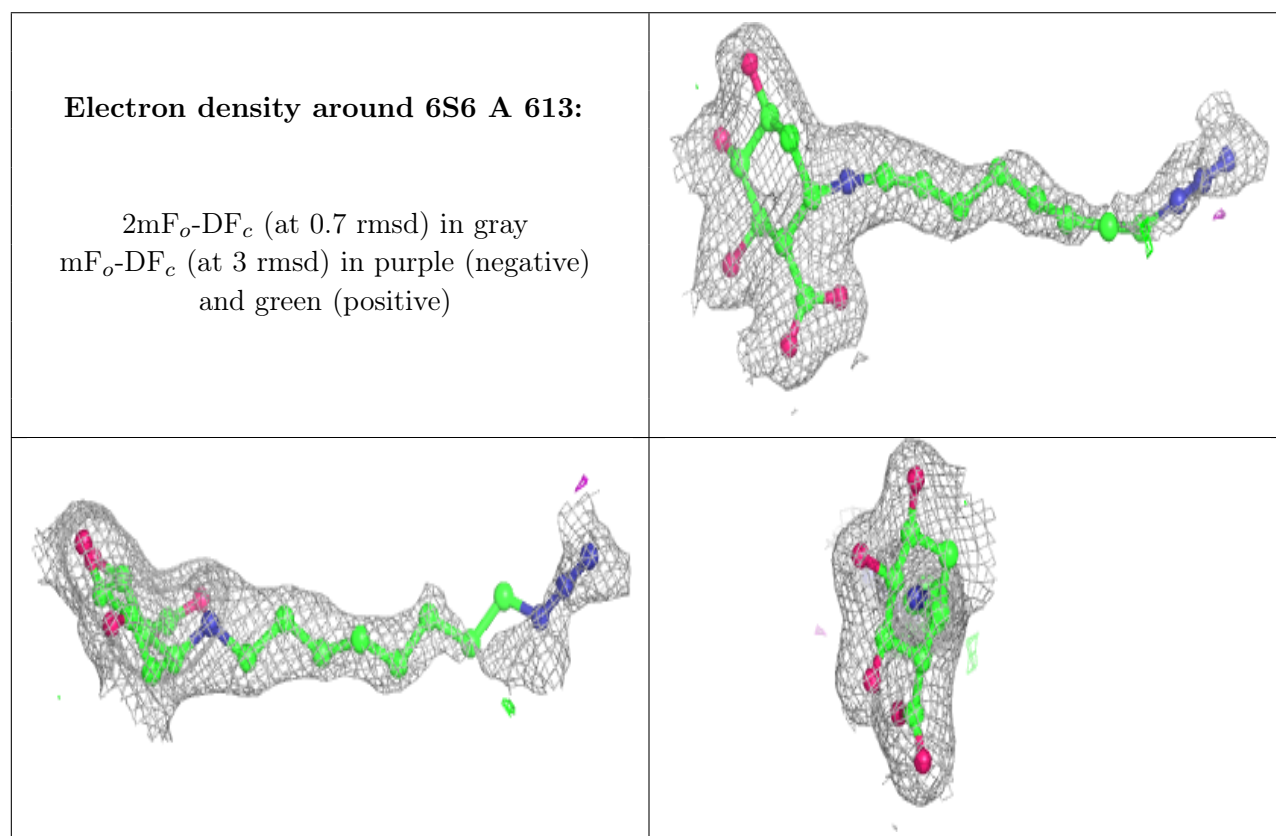 Electron density around 6S6 A 613:
2mFo-DFc (at 0.7 rmsd) in gray
mFo-DFc (at 3 rmsd) in purple (negative)
and green (positive)